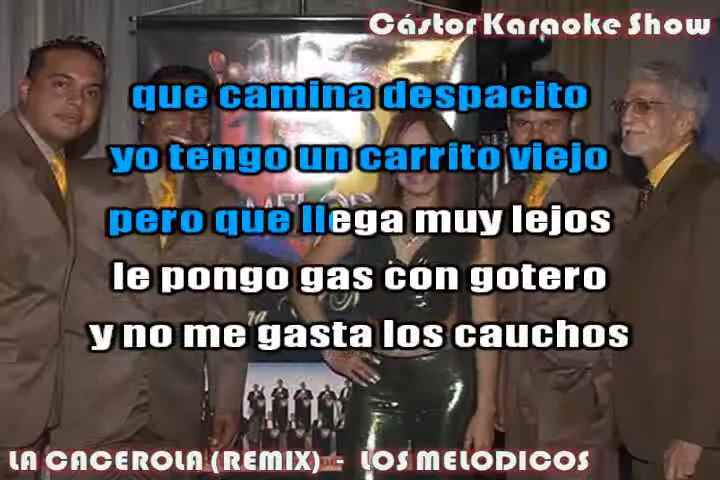 Cástor Karaoke Show
que camina despacito
yo tengo un carrito viejo
pero que llega muy lejos
le pongo gas con gotero
y no me gasta los cauchos
LA CACEROLA (REMIX) - LOS MELODICOS